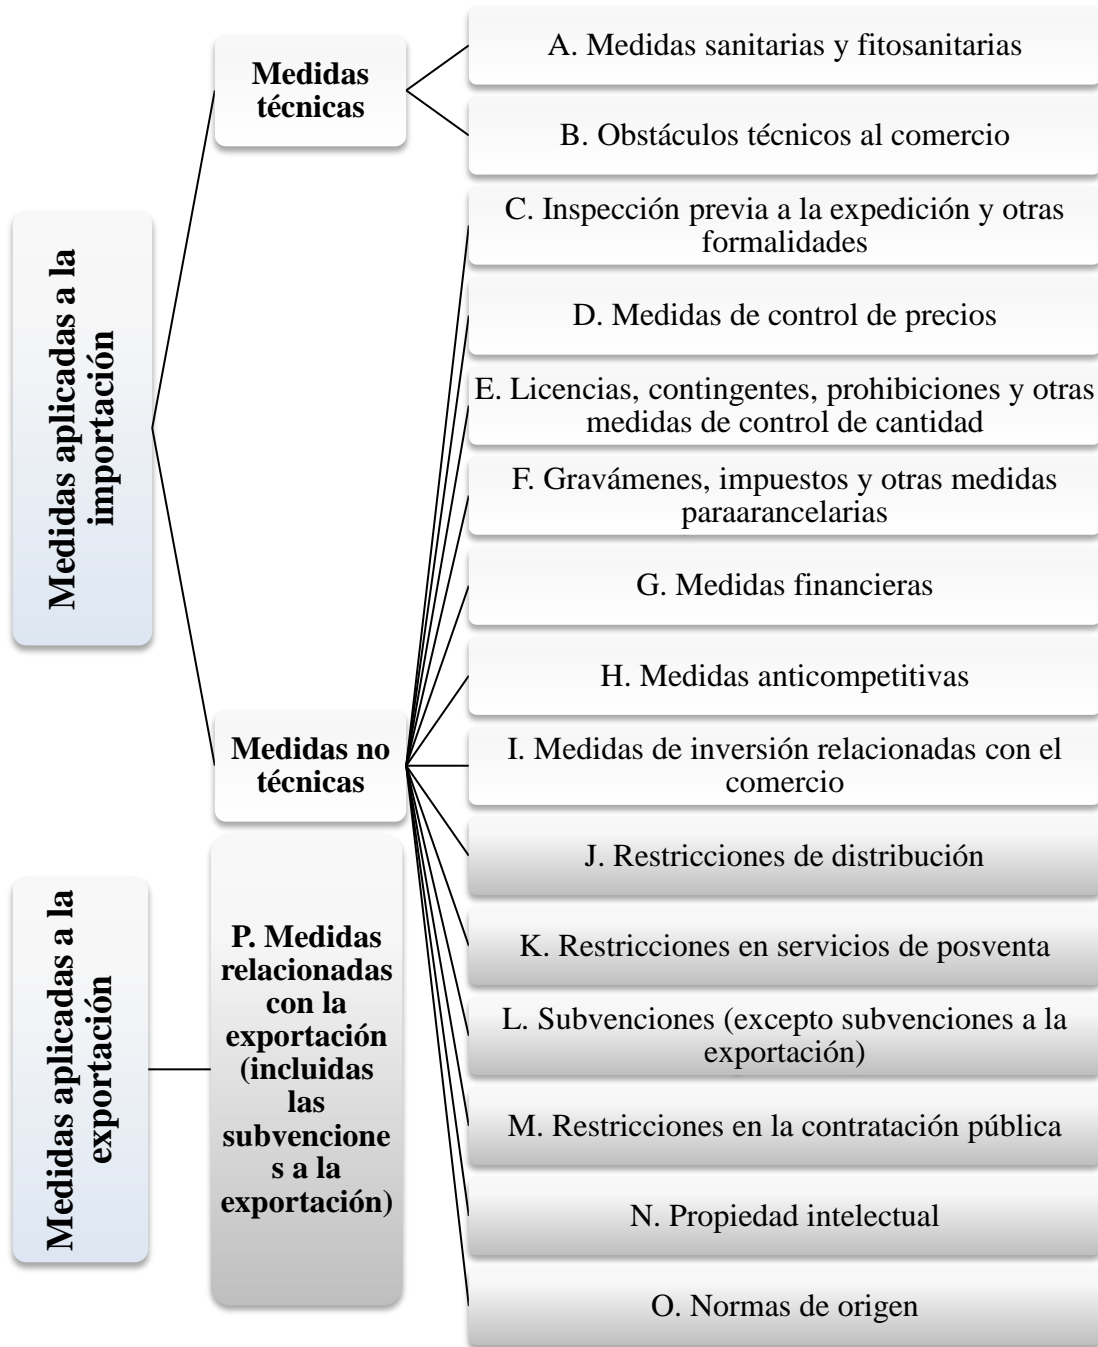 Medidas aplicadas a la
importación
Medidas
técnicas
A. Medidas sanitarias y fitosanitarias
B. Obstáculos técnicos al comercio
Medidas no
técnicas
C. Inspección previa a la expedición y otras
formalidades
D. Medidas de control de precios
E. Licencias, contingentes, prohibiciones y otras
medidas de control de cantidad
F. Gravámenes, impuestos y otras medidas
paraarancelarias
G. Medidas financieras
H. Medidas anticompetitivas
I. Medidas de inversión relacionadas con el
comercio
J. Restricciones de distribución
K. Restricciones en servicios de posventa
L. Subvenciones (excepto subvenciones a la
exportación)
M. Restricciones en la contratación pública
N. Propiedad intelectual
O. Normas de origen
Medidas aplicadas a la
exportación
P. Medidas
relacionadas
con la
exportación
(incluidas
las
subvencione
s a la
exportación)